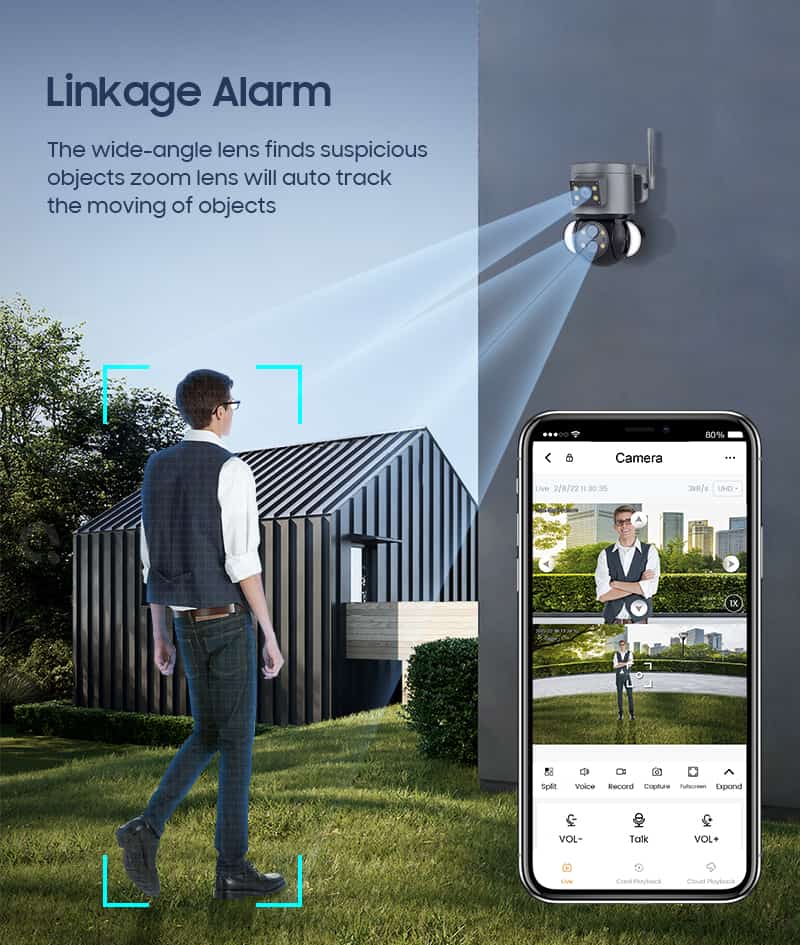 Linkage Alarm
The wide-angle lens finds suspicious
objects zoom lens will auto track
the moving of objects
80%
Camera
Live 2/8/22 11:30:35
UHD
1X
Split Voice Record Capture Fullscreen Expand
VOL- Talk VOL+
Live Card Playback Cloud Playback